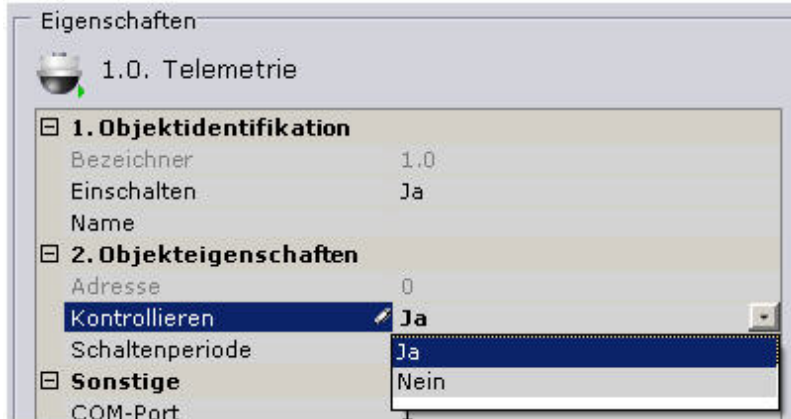 Eigenschaften
1.0. Telemetrie
1. Objektidentifikation
Bezeichner 1.0
Einschalten Ja
Name
2. Objekteigenschaften
Adresse 0
Kontrollieren Ja
Schaltenperiode Ja
Nein
Sonstige
COM-Port